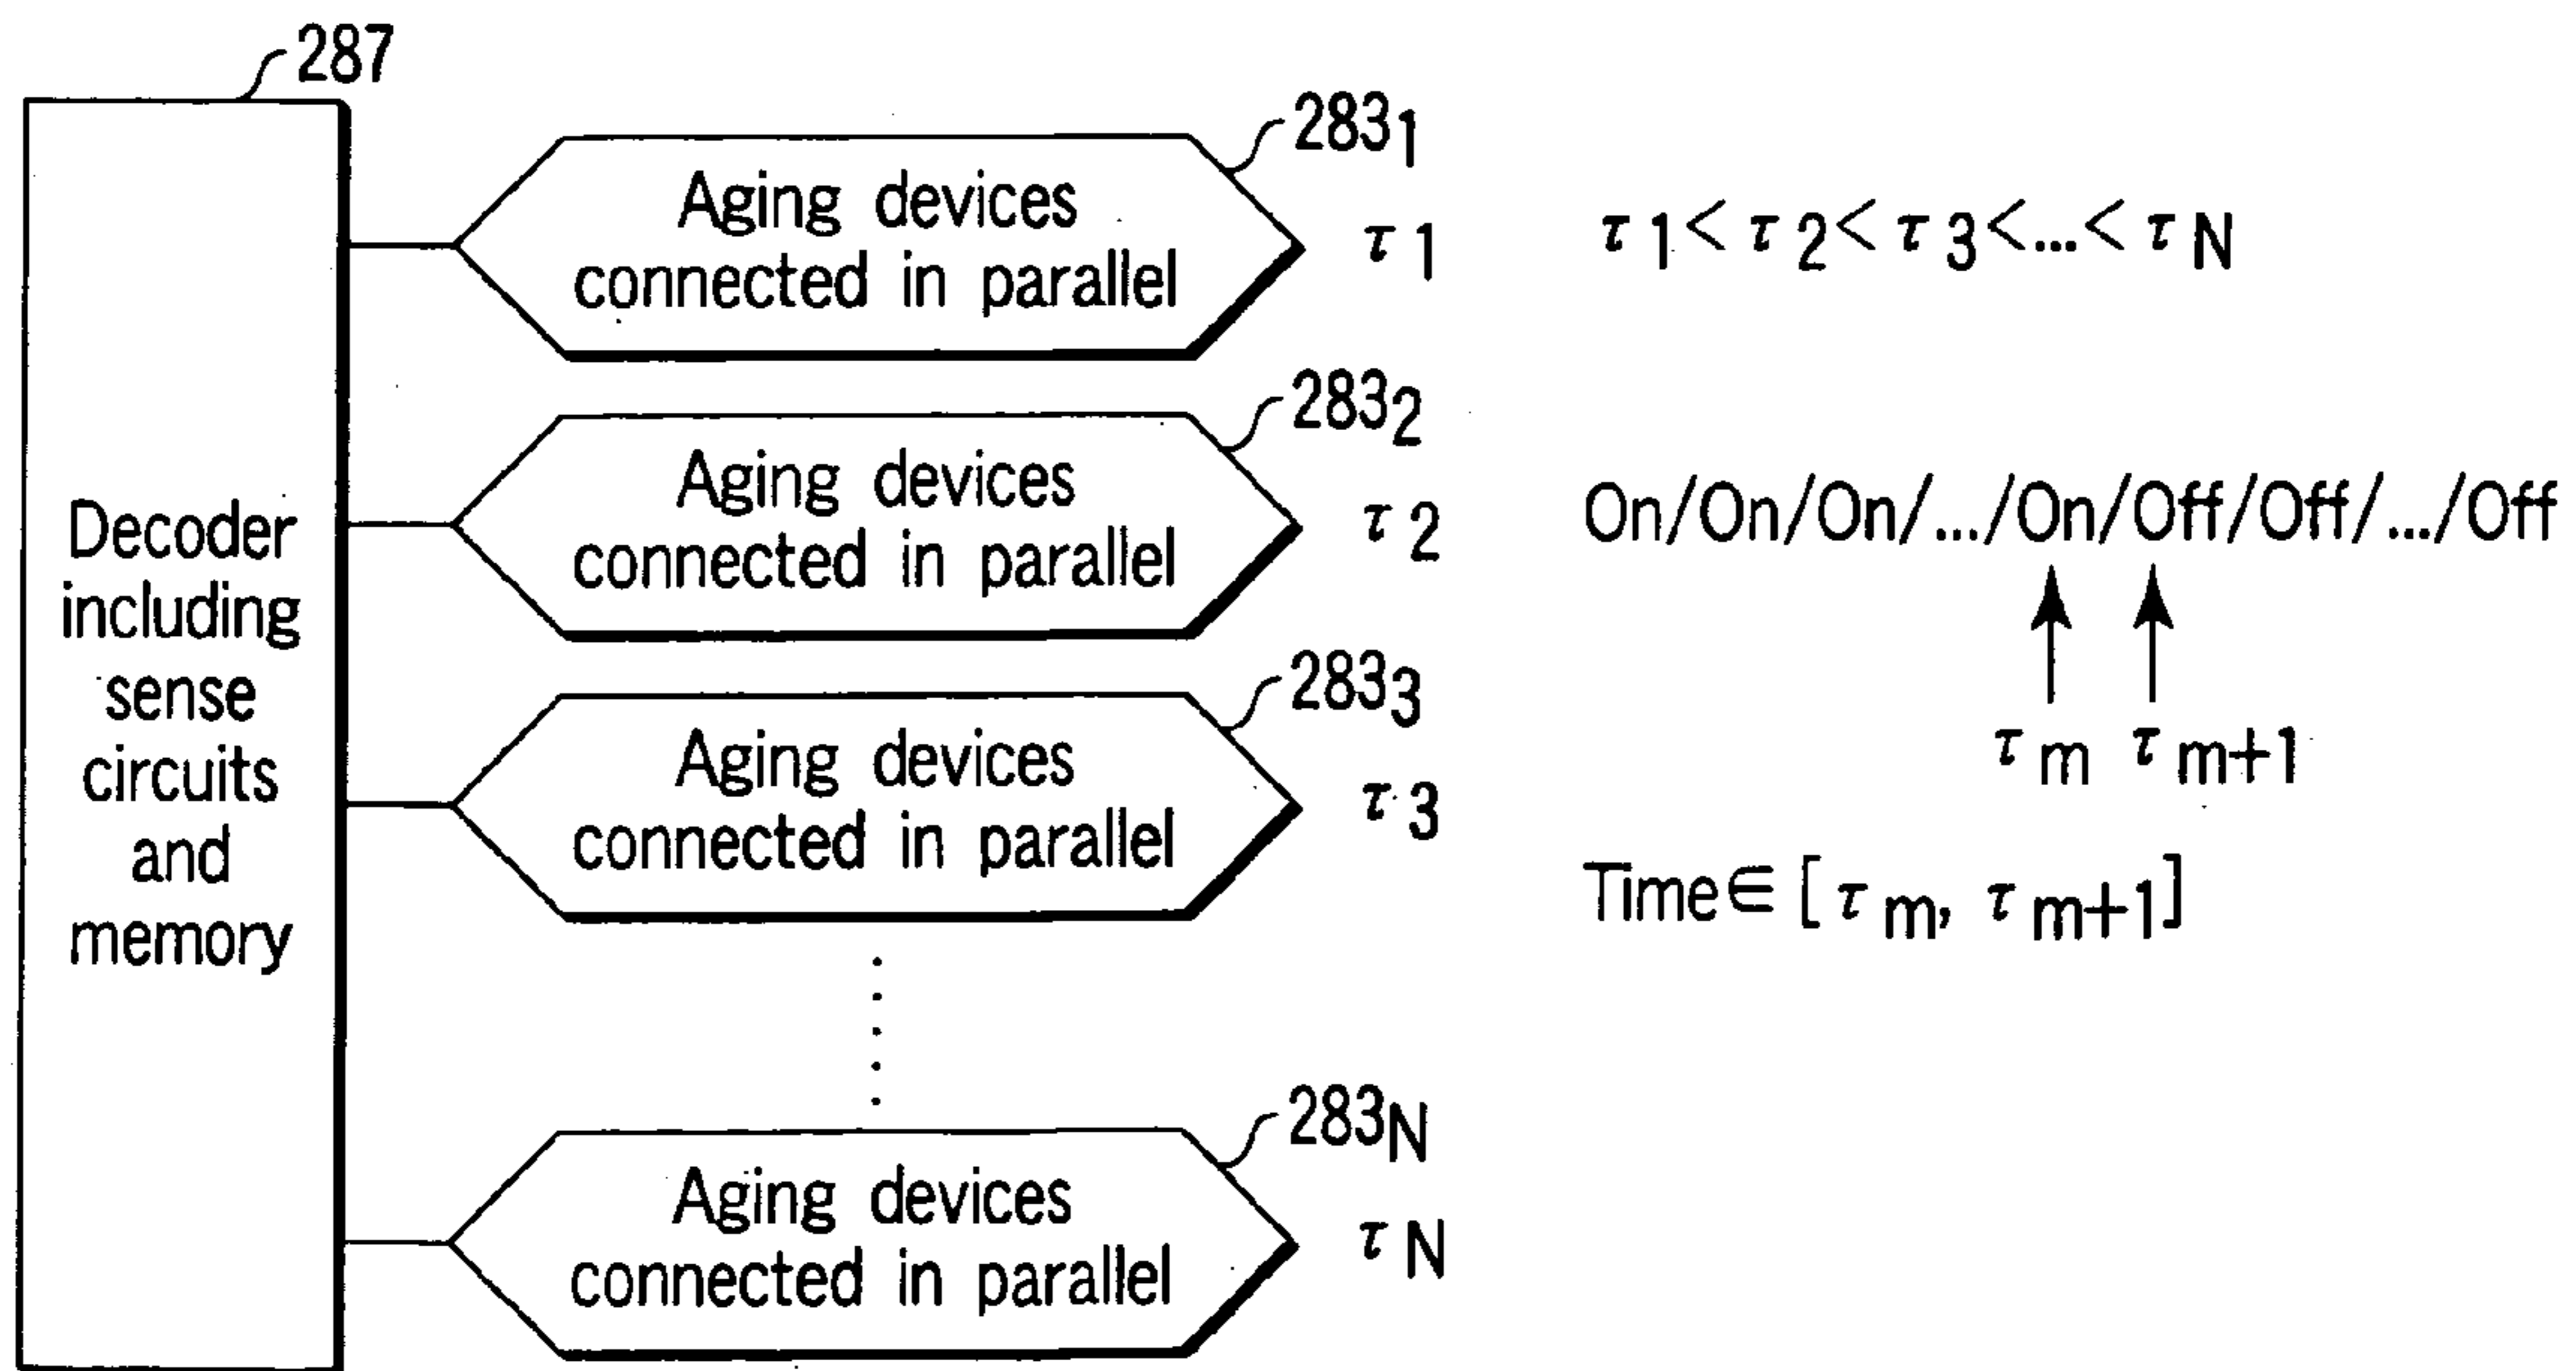 287
Decoder
including
sense
circuits
and
memory
283₁
Aging devices
connected in parallel
τ1
283₂
Aging devices
connected in parallel
τ2
283₃
Aging devices
connected in parallel
τ3
283N
Aging devices
connected in parallel
τN
τ1< τ2< τ3<...< τN
On/On/On/.../On/Off/Off/.../Off
τm τm+1
Time∈[τm, τm+1]